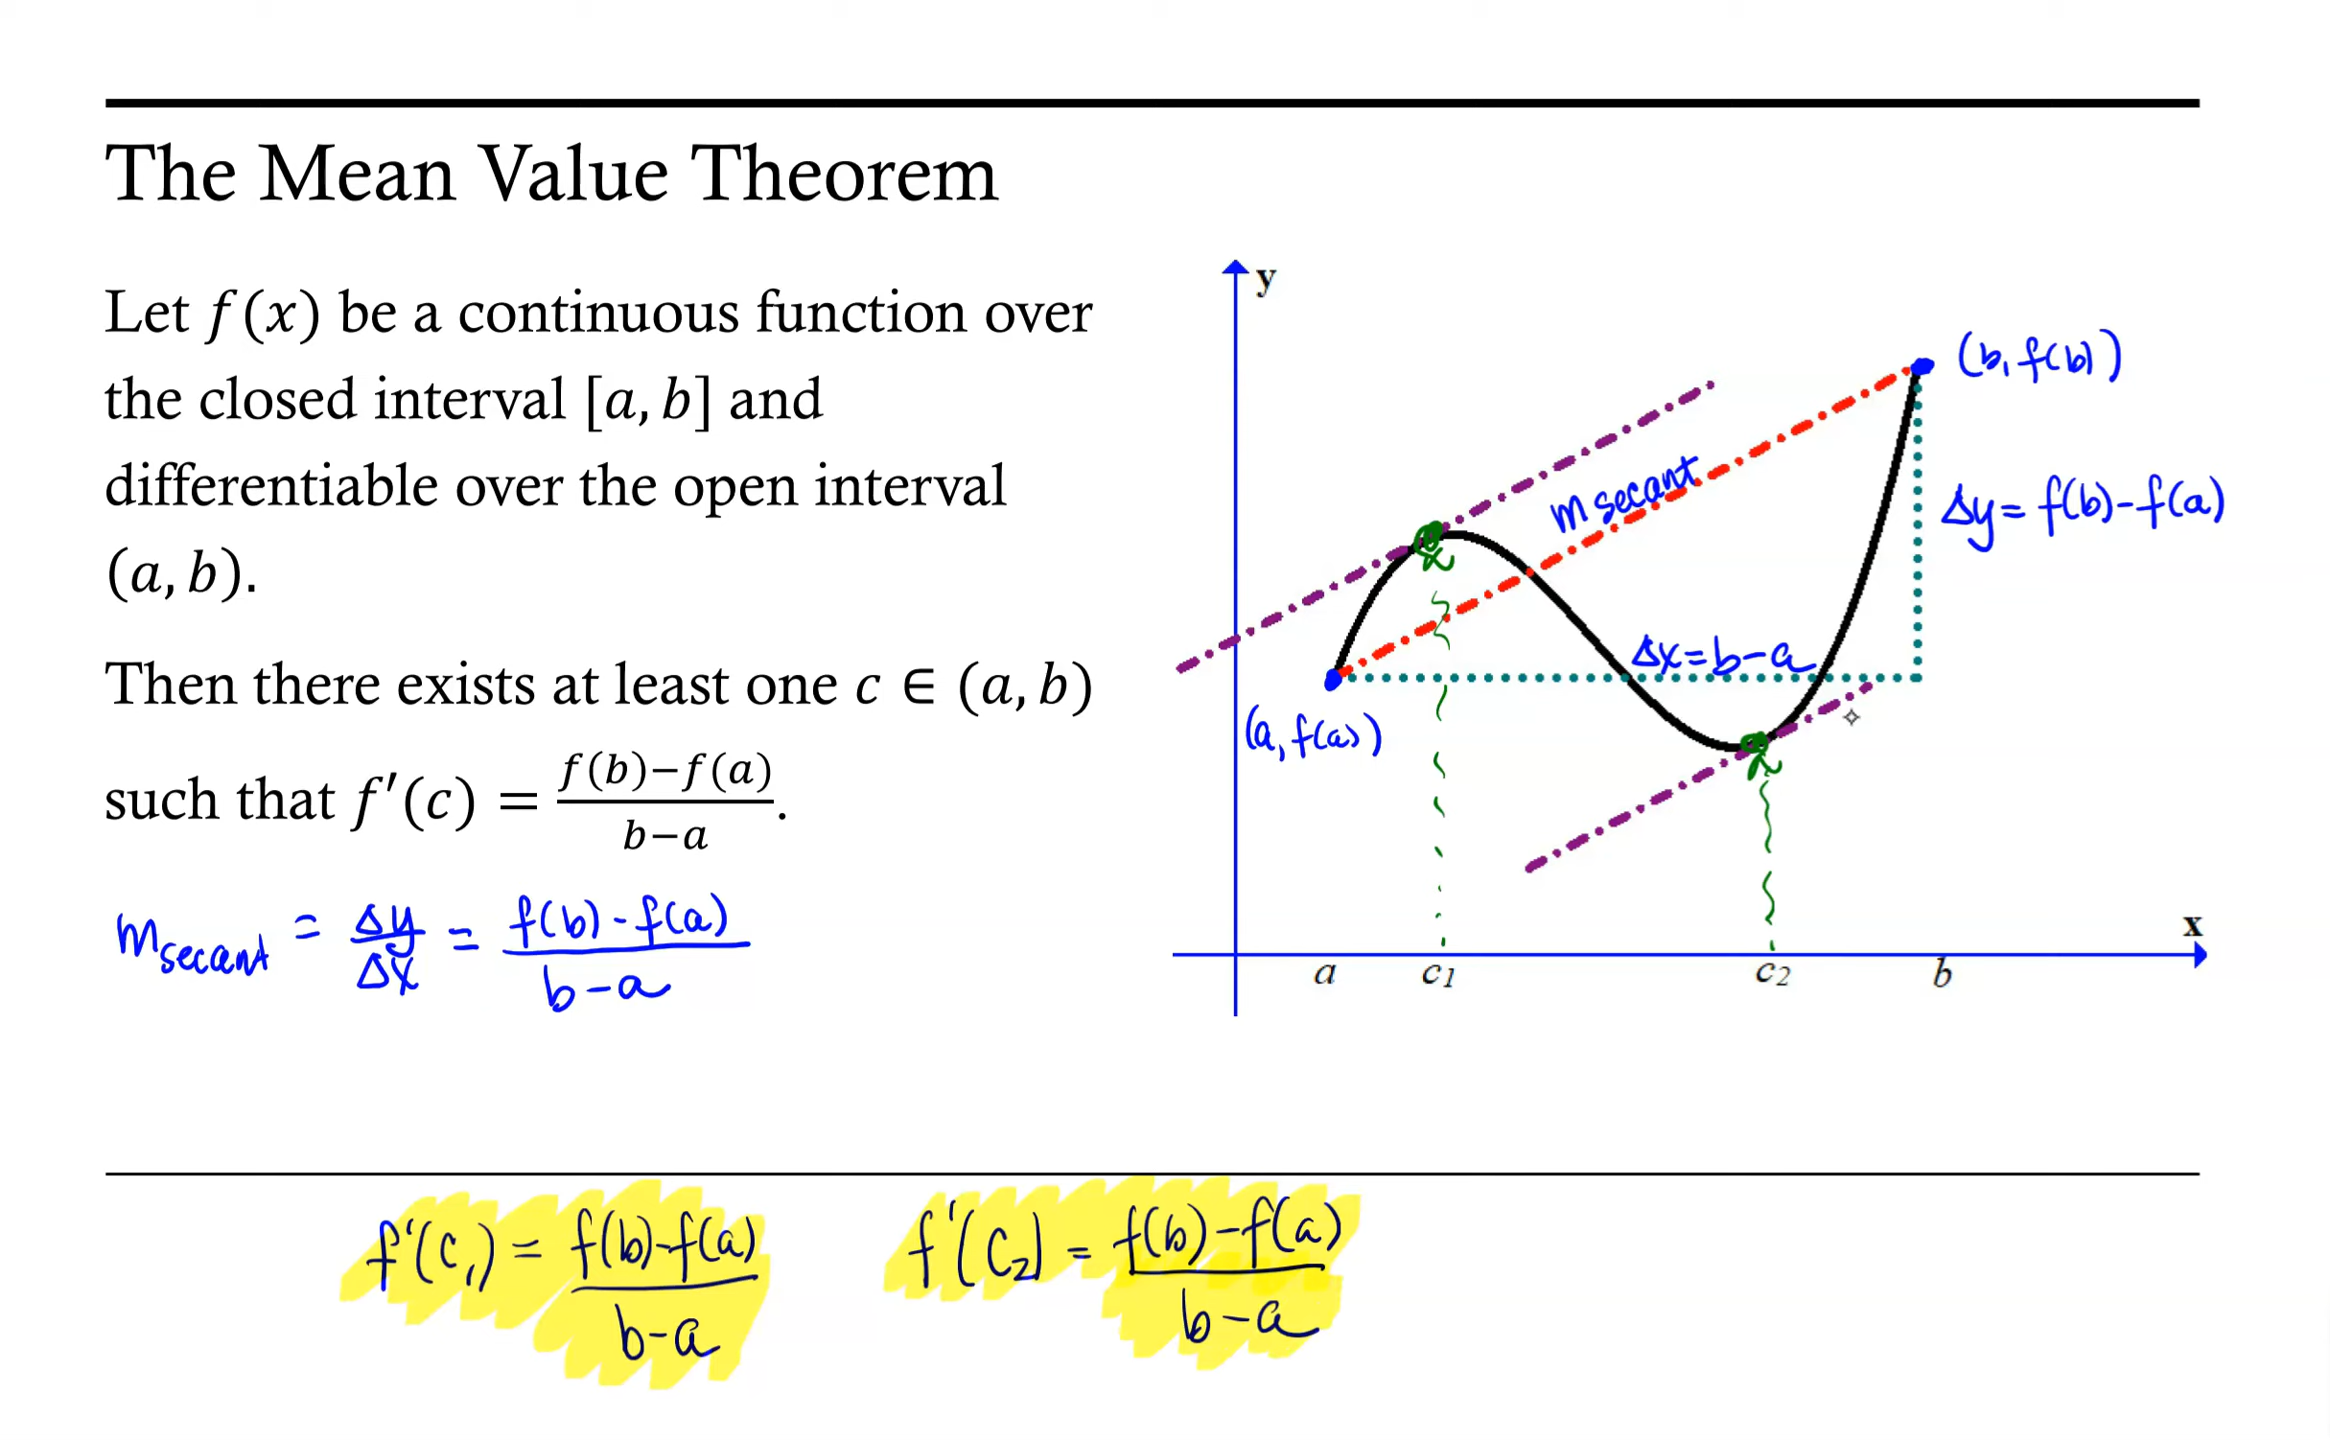 The Mean Value Theorem
Let f(x) be a continuous function over
the closed interval [a, b] and
differentiable over the open interval
(a, b).
Then there exists at least one c ∈ (a, b)
such that f′(c) = f(b)−f(a) / b−a .
m secant = Δy / Δx = f(b) - f(a) / b-a
y
(b, f(b))
m secant
Δy = f(b)-f(a)
Δx = b-a
(a, f(a))
x
a c1 c2 b
f'(c₁) = f(b)-f(a) / b-a
f'(c₂) = f(b)-f(a) / b-a